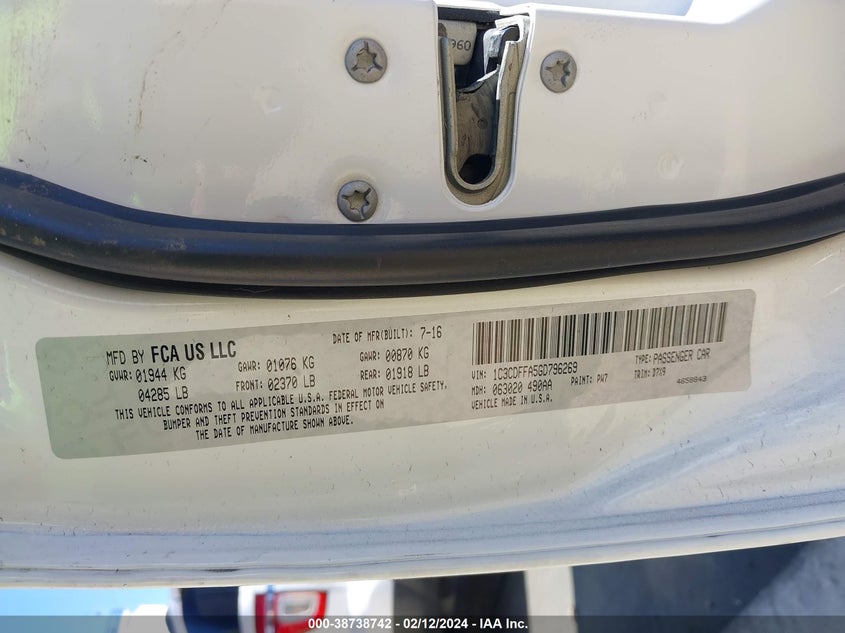 960
MFD BY FCA US LLC
DATE OF MFR(BUILT): 7-16
GVWR: 01944 KG
04285 LB
GAWR: 01076 KG
FRONT: 02370 LB
GAWR: 00870 KG
REAR: 01918 LB
THIS VEHICLE CONFORMS TO ALL APPLICABLE U.S.A. FEDERAL MOTOR VEHICLE SAFETY,
BUMPER AND THEFT PREVENTION STANDARDS IN EFFECT ON
THE DATE OF MANUFACTURE SHOWN ABOVE.
VIN: 1C3CDFFA5GD796269
TYPE: PASSENGER CAR
MDH: 063020 490AA
PAINT: PW7
TRIM: D7X9
VEHICLE MADE IN U.S.A.
4658843
000-38738742 - 02/12/2024 - IAA Inc.